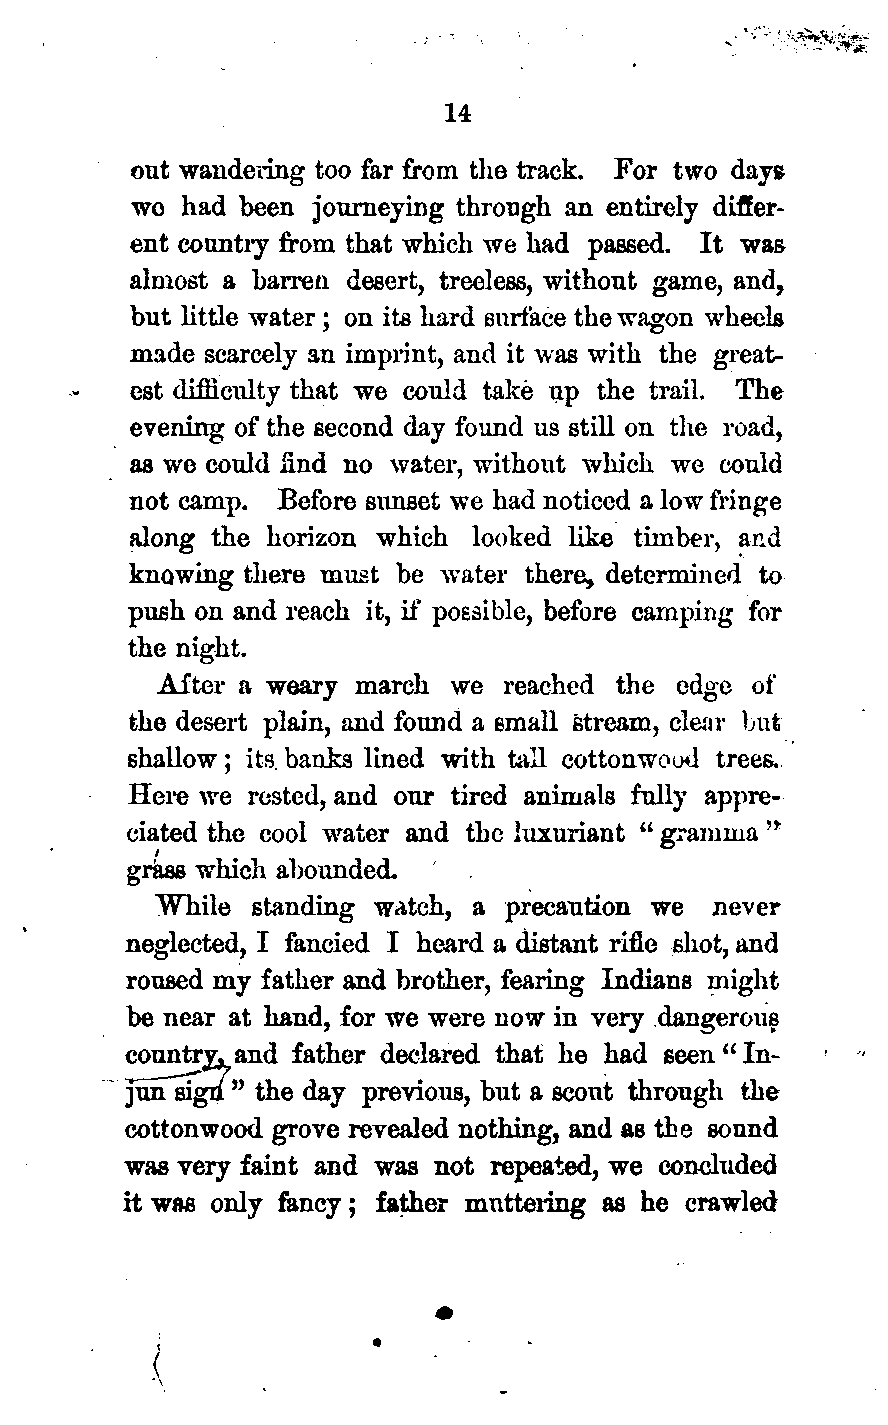 14
out wandering too far from the track. For two days
we had been journeying through an entirely differ-
ent country from that which we had passed. It was
almost a barren desert, treeless, without game, and,
but little water; on its hard surface the wagon wheels
made scarcely an imprint, and it was with the great-
est difficulty that we could take up the trail. The
evening of the second day found us still on the road,
as we could find no water, without which we could
not camp. Before sunset we had noticed a low fringe
along the horizon which looked like timber, and
knowing there must be water there, determined to
push on and reach it, if possible, before camping for
the night.
After a weary march we reached the edge of
the desert plain, and found a small stream, clear but
shallow; its banks lined with tall cottonwood trees.
Here we rested, and our tired animals fully appre-
ciated the cool water and the luxuriant "gramma"
grass which abounded.
While standing watch, a precaution we never
neglected, I fancied I heard a distant rifle shot, and
roused my father and brother, fearing Indians might
be near at hand, for we were now in very dangerous
country, and father declared that he had seen "In-
jun sign" the day previous, but a scout through the
cottonwood grove revealed nothing, and as the sound
was very faint and was not repeated, we concluded
it was only fancy; father muttering as he crawled